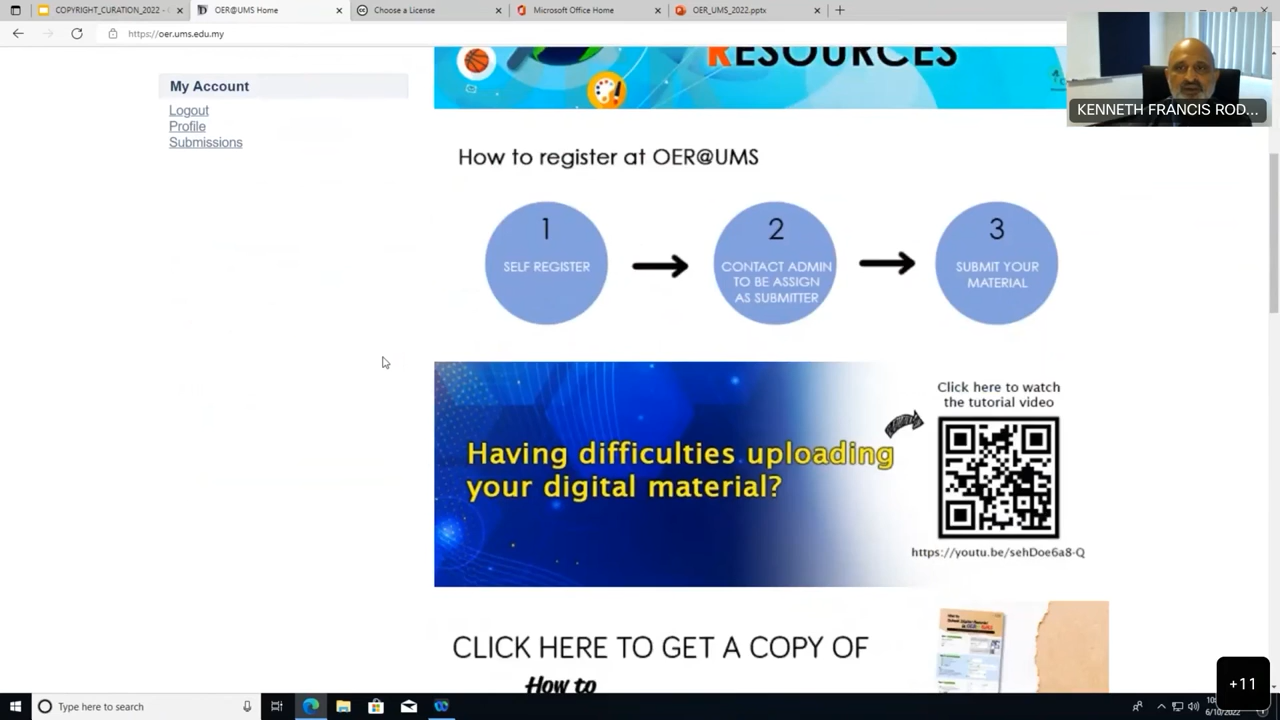 COPYRIGHT_CURATION_2022 -
OER@UMS Home
Choose a License
Microsoft Office Home
OER_UMS_2022.pptx
https://oer.ums.edu.my
RESOURCES
KENNETH FRANCIS ROD...
My Account
Logout
Profile
Submissions
How to register at OER@UMS
1
SELF REGISTER
2
CONTACT ADMIN
TO BE ASSIGN
AS SUBMITTER
3
SUBMIT YOUR
MATERIAL
Having difficulties uploading
your digital material?
Click here to watch
the tutorial video
https://youtu.be/sehDoe6a8-Q
CLICK HERE TO GET A COPY OF
How to
+11
Type here to search
6/10/2022